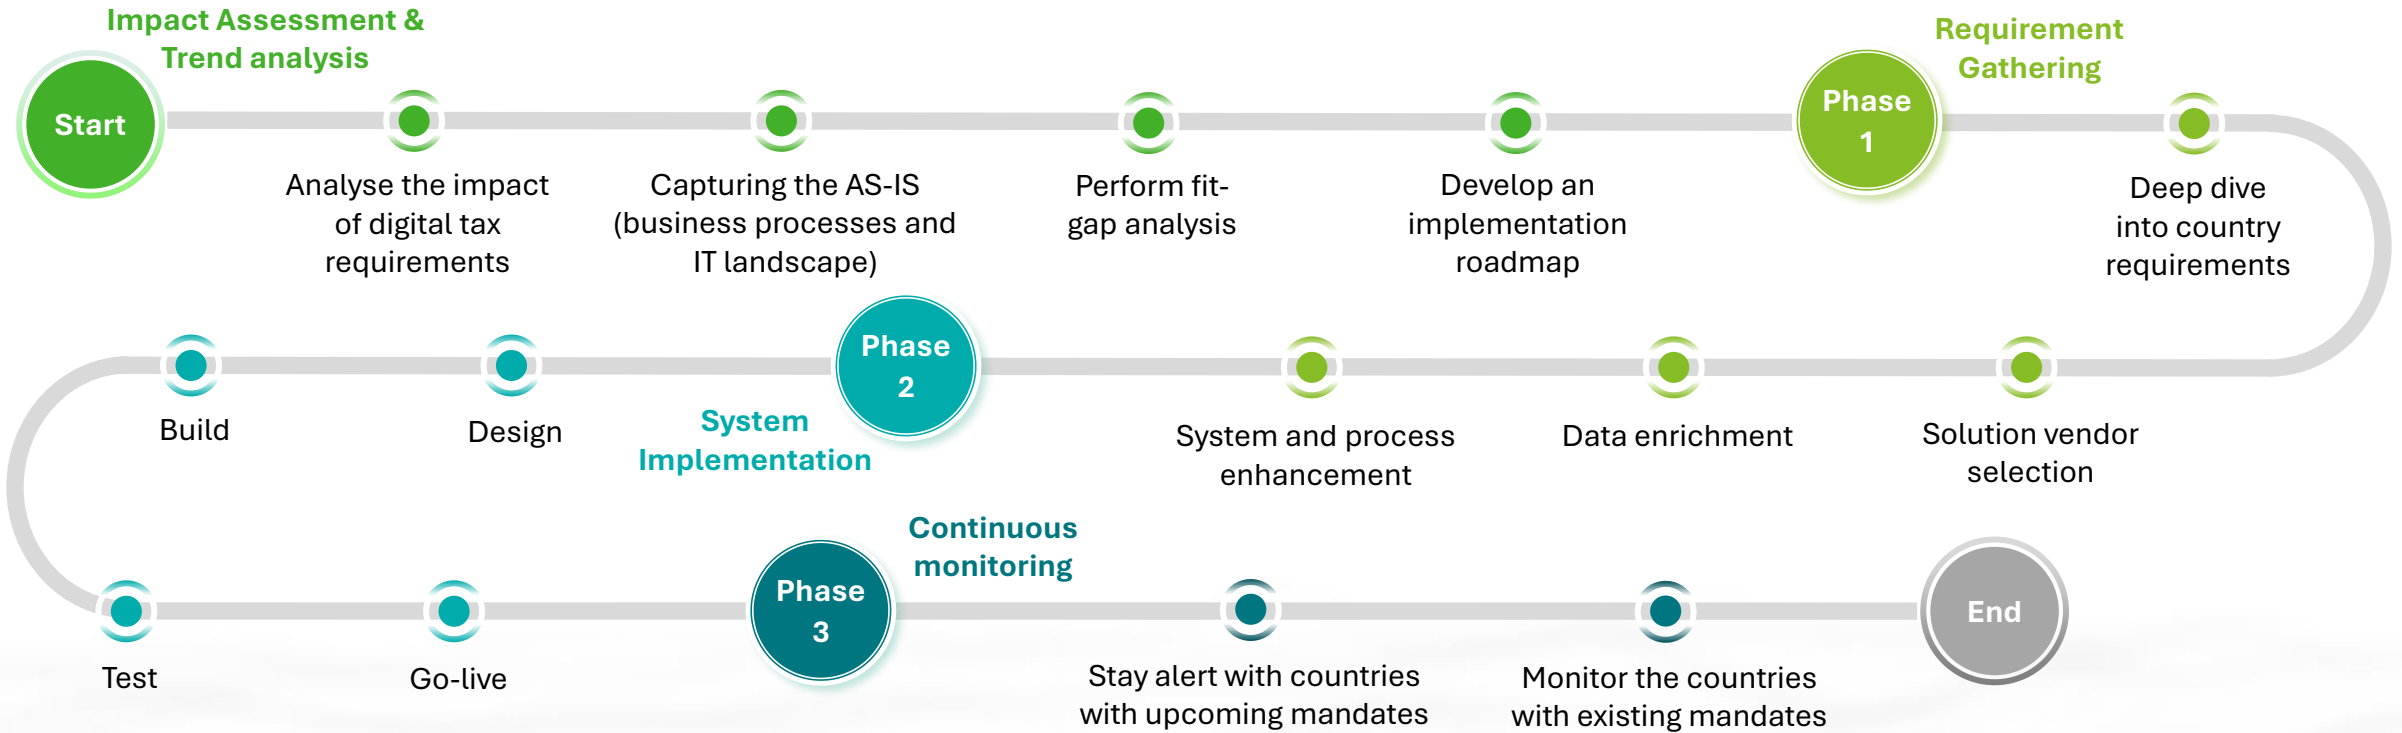 Impact Assessment &
Trend analysis
Start
Analyse the impact
of digital tax
requirements
Capturing the AS-IS
(business processes and
IT landscape)
Perform fit-
gap analysis
Develop an
implementation
roadmap
Phase
1
Requirement
Gathering
Deep dive
into country
requirements
Solution vendor
selection
Data enrichment
System and process
enhancement
Phase
2
System
Implementation
Design
Build
Test
Go-live
Phase
3
Continuous
monitoring
Stay alert with countries
with upcoming mandates
Monitor the countries
with existing mandates
End